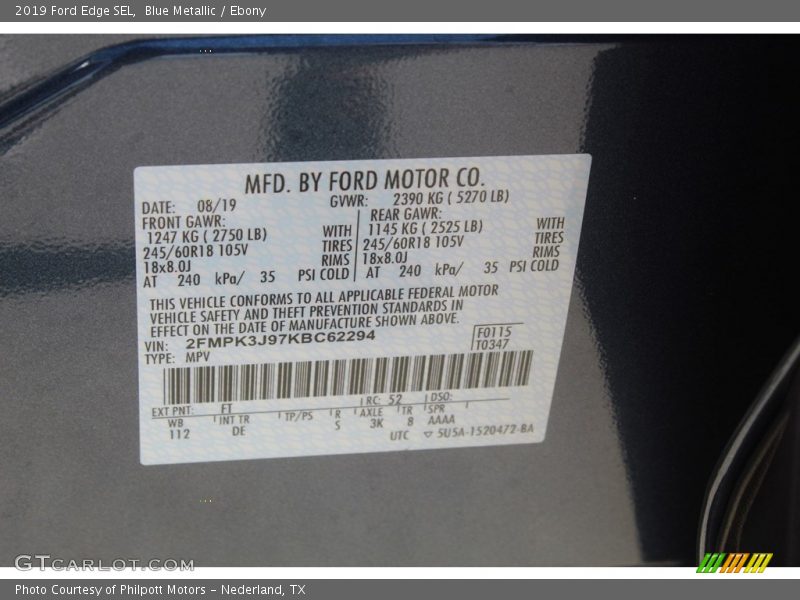 2019 Ford Edge SEL, Blue Metallic / Ebony
MFD. BY FORD MOTOR CO.
DATE: 08/19 GVWR: 2390 KG ( 5270 LB)
FRONT GAWR: REAR GAWR:
1247 KG ( 2750 LB) WITH 1145 KG ( 2525 LB) WITH
245/60R18 105V TIRES 245/60R18 105V TIRES
18x8.0J RIMS 18x8.0J RIMS
AT 240 kPa/ 35 PSI COLD AT 240 kPa/ 35 PSI COLD
THIS VEHICLE CONFORMS TO ALL APPLICABLE FEDERAL MOTOR
VEHICLE SAFETY AND THEFT PREVENTION STANDARDS IN
EFFECT ON THE DATE OF MANUFACTURE SHOWN ABOVE.
VIN: 2FMPK3J97KBC62294 F0115
TYPE: MPV T0347
EXT PNT: FT RC: 52 DSO:
WB INT TR TP/PS R AXLE TR SPR
112 DE S 3K 8 AAAA
UTC ▽ 5U5A-1520472-BA
GTCARLOT.COM
Photo Courtesy of Philpott Motors - Nederland, TX